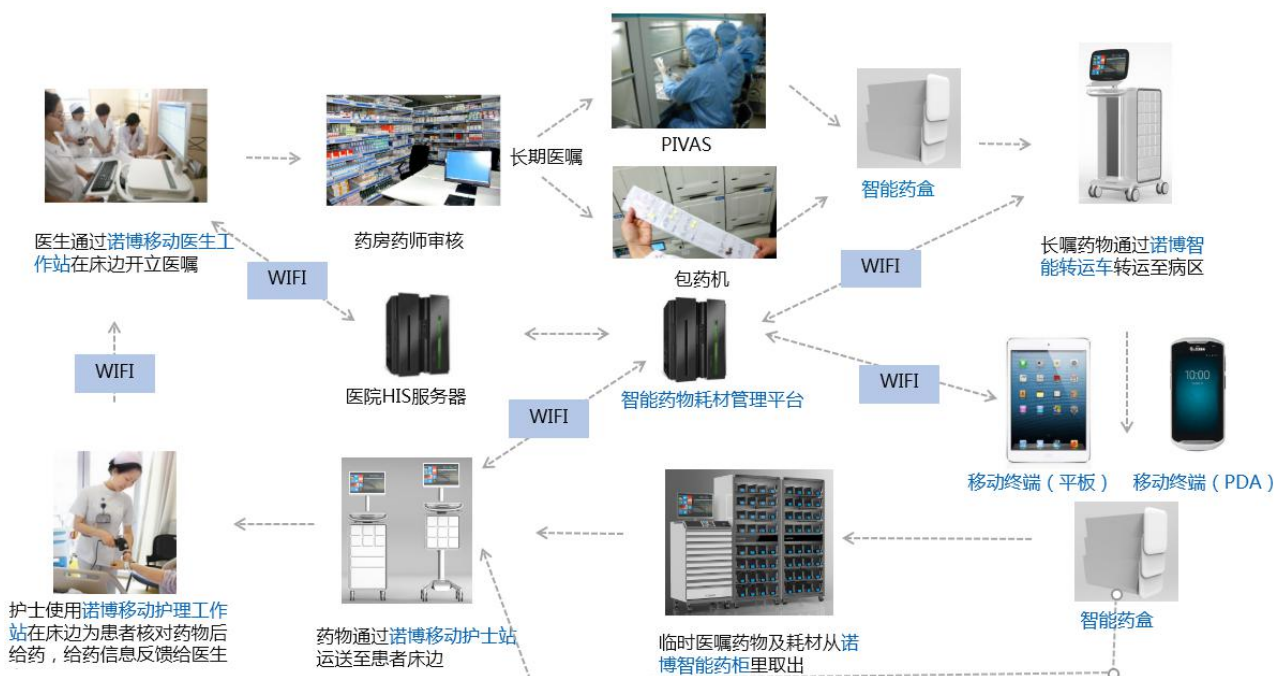 PIVAS
长期医嘱
智能药盒
医生通过诺博移动医生工
作站在床边开立医嘱
药房药师审核
包药机
长嘱药物通过诺博智
能转运车转运至病区
WIFI
WIFI
WIFI
医院HIS服务器
智能药物耗材管理平台
WIFI
WIFI
10:00
移动终端（平板）
移动终端（PDA）
护士使用诺博移动护理工作
站在床边为患者核对药物后
给药，给药信息反馈给医生
药物通过诺博移动护士站
运送至患者床边
临时医嘱药物及耗材从诺
博智能药柜里取出
智能药盒